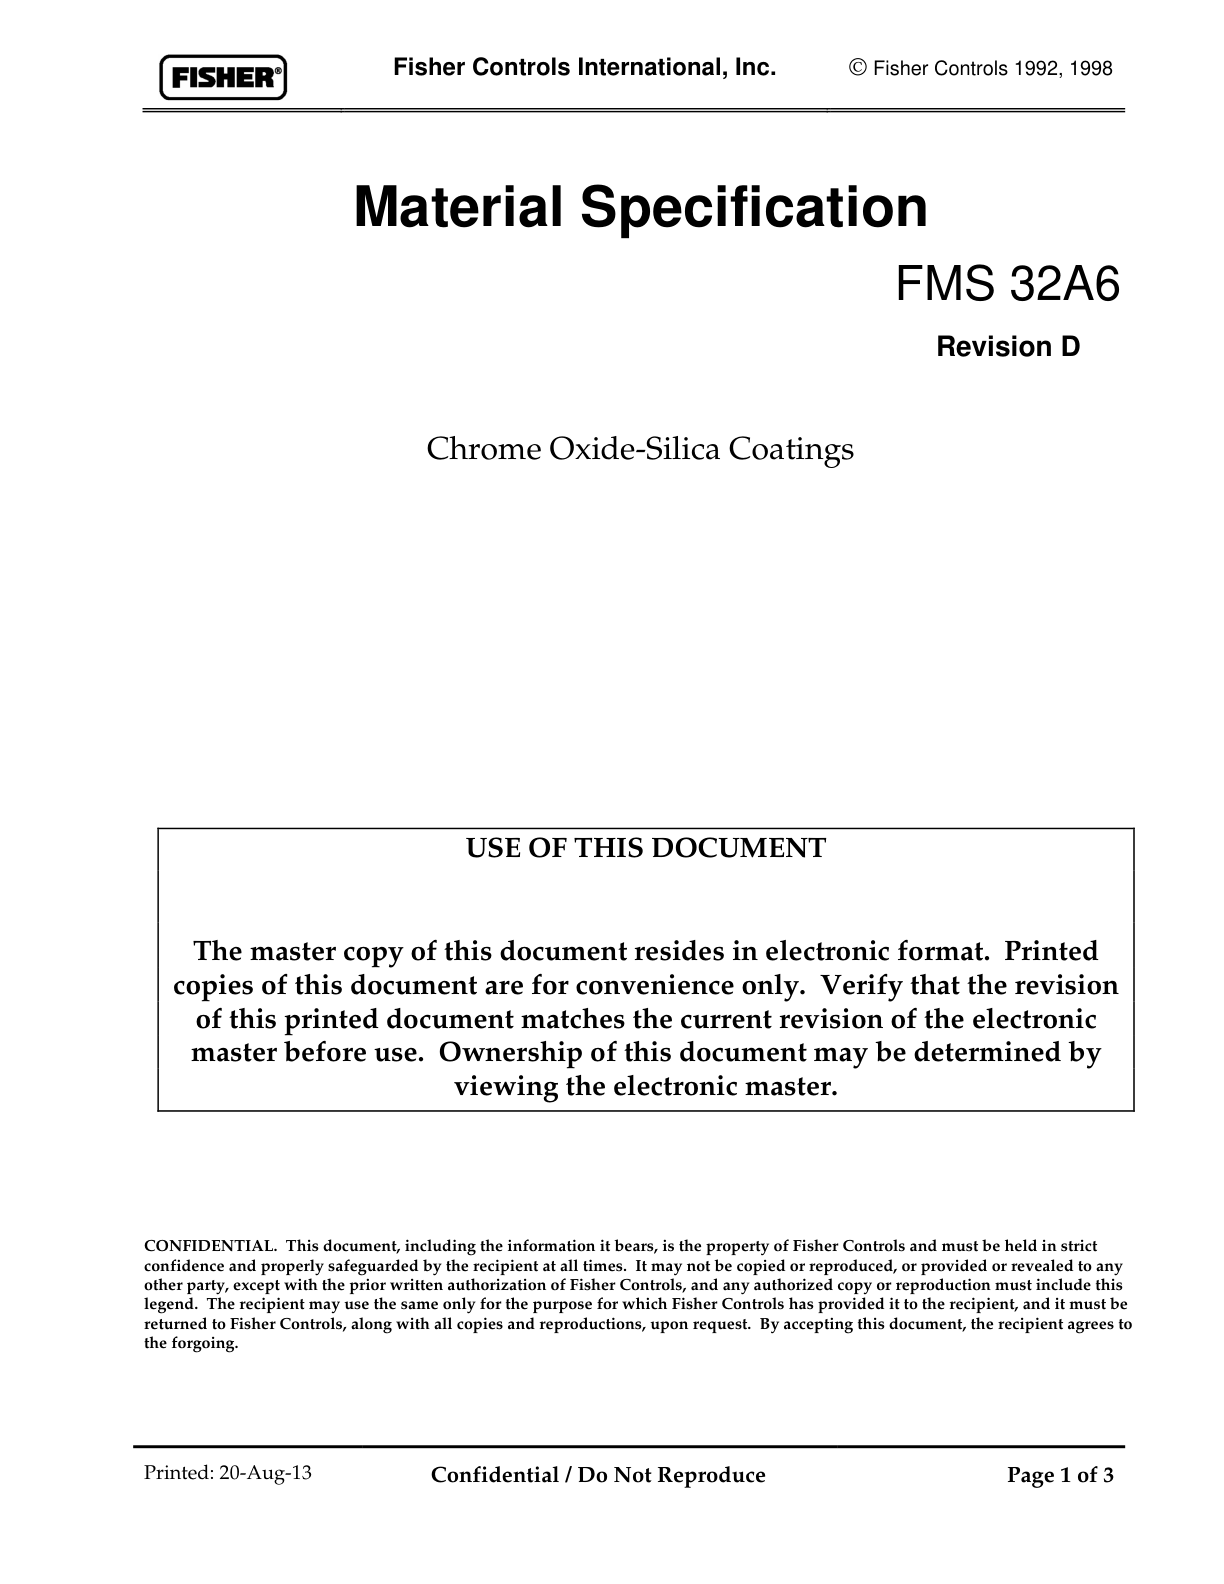 FISHER®
Fisher Controls International, Inc.
© Fisher Controls 1992, 1998
Material Specification
FMS 32A6
Revision D
Chrome Oxide-Silica Coatings
USE OF THIS DOCUMENT
The master copy of this document resides in electronic format.  Printed
copies of this document are for convenience only.  Verify that the revision
of this printed document matches the current revision of the electronic
master before use.  Ownership of this document may be determined by
viewing the electronic master.
CONFIDENTIAL.  This document, including the information it bears, is the property of Fisher Controls and must be held in strict
confidence and properly safeguarded by the recipient at all times.  It may not be copied or reproduced, or provided or revealed to any
other party, except with the prior written authorization of Fisher Controls, and any authorized copy or reproduction must include this
legend.  The recipient may use the same only for the purpose for which Fisher Controls has provided it to the recipient, and it must be
returned to Fisher Controls, along with all copies and reproductions, upon request.  By accepting this document, the recipient agrees to
the forgoing.
Printed: 20-Aug-13
Confidential / Do Not Reproduce
Page 1 of 3